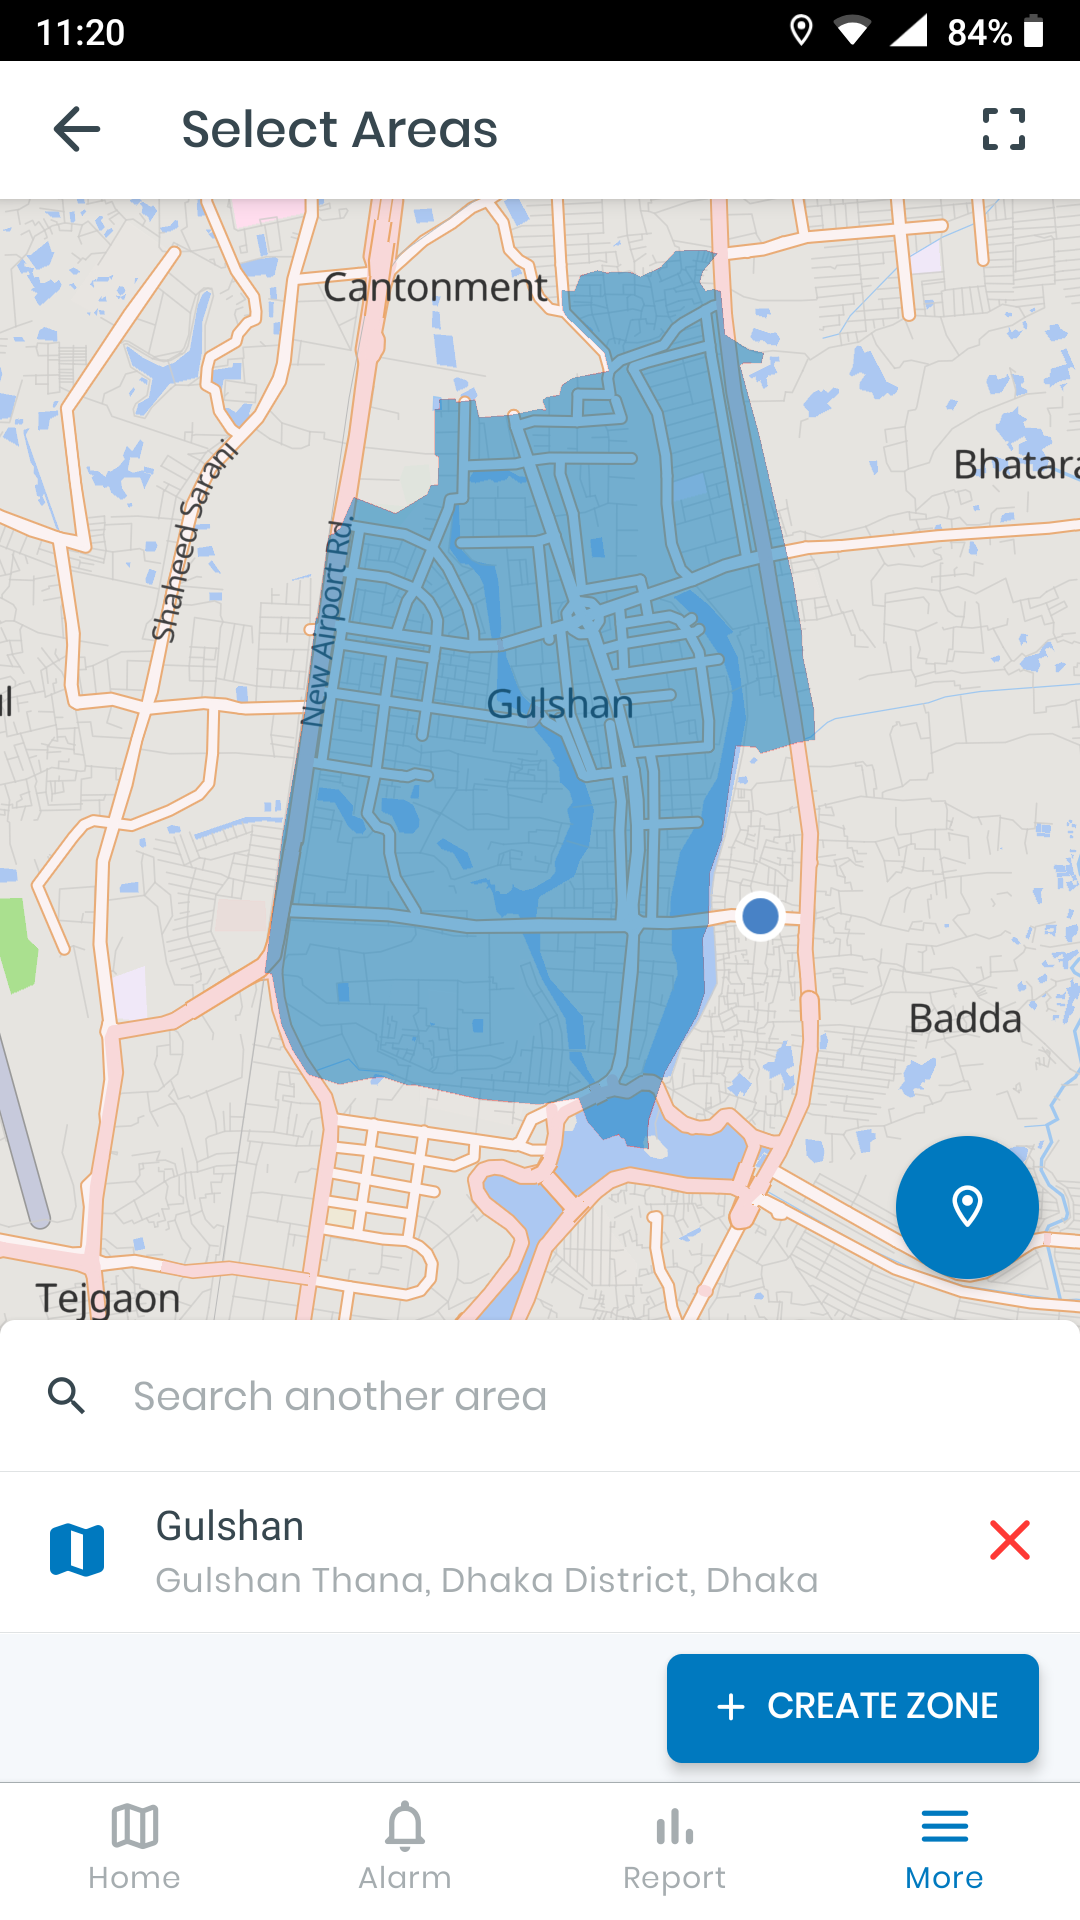 11:20
84%
Select Areas
Cantonment
Bhatara
Shaheed Sarani
New Airport Rd.
Gulshan
Badda
Tejgaon
Search another area
Gulshan
Gulshan Thana, Dhaka District, Dhaka
+ CREATE ZONE
Home
Alarm
Report
More